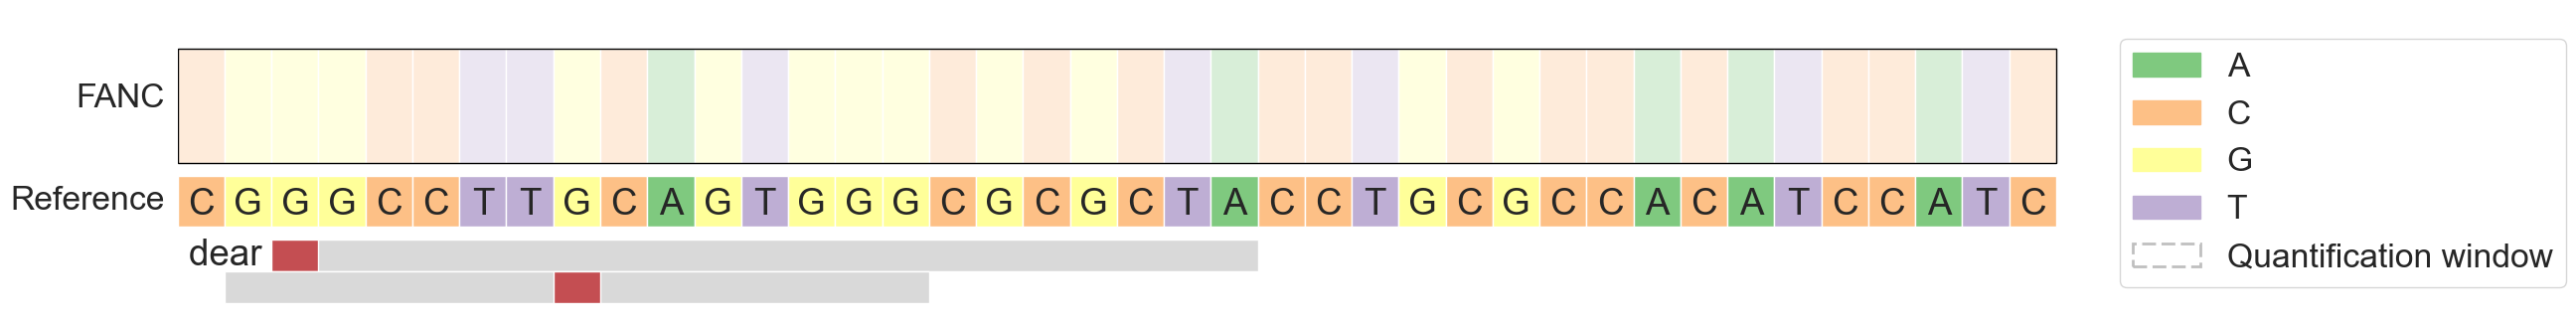 FANC
Reference C G G G C C T T G C A G T G G G C G C G C T A C C T G C G C C A C A T C C A T C
dear
A
C
G
T
Quantification window